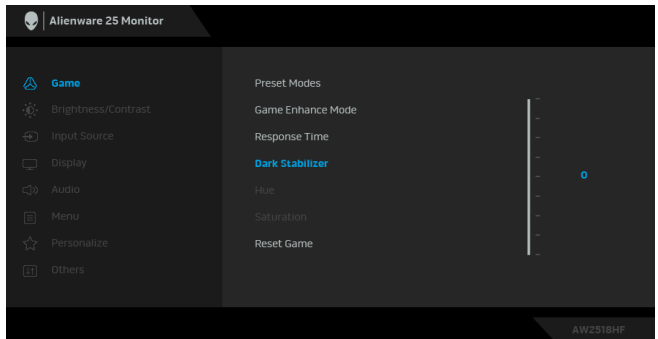 Alienware 25 Monitor
Game
Brightness/Contrast
Input Source
Display
Audio
Menu
Personalize
Others
Preset Modes
Game Enhance Mode
Response Time
Dark Stabilizer
Hue
Saturation
Reset Game
0
AW2518HF